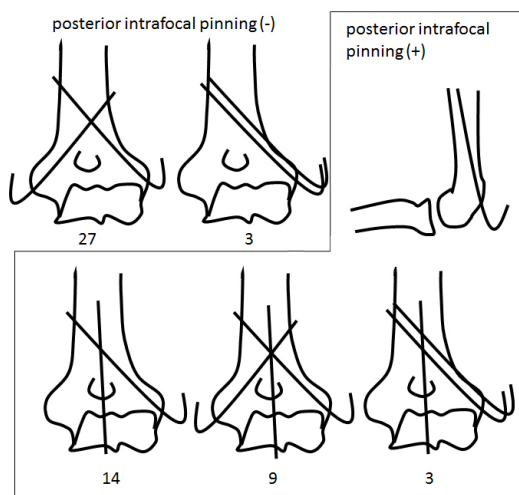 posterior intrafocal pinning (-)
posterior intrafocal
pinning (+)
27
3
14
9
3